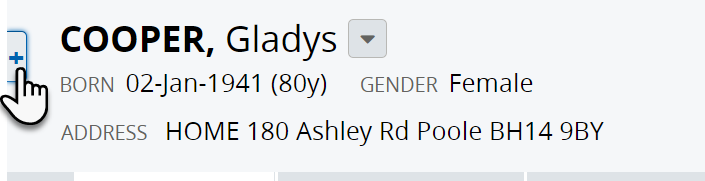 COOPER, Gladys
BORN 02-Jan-1941 (80y) GENDER Female
ADDRESS HOME 180 Ashley Rd Poole BH14 9BY